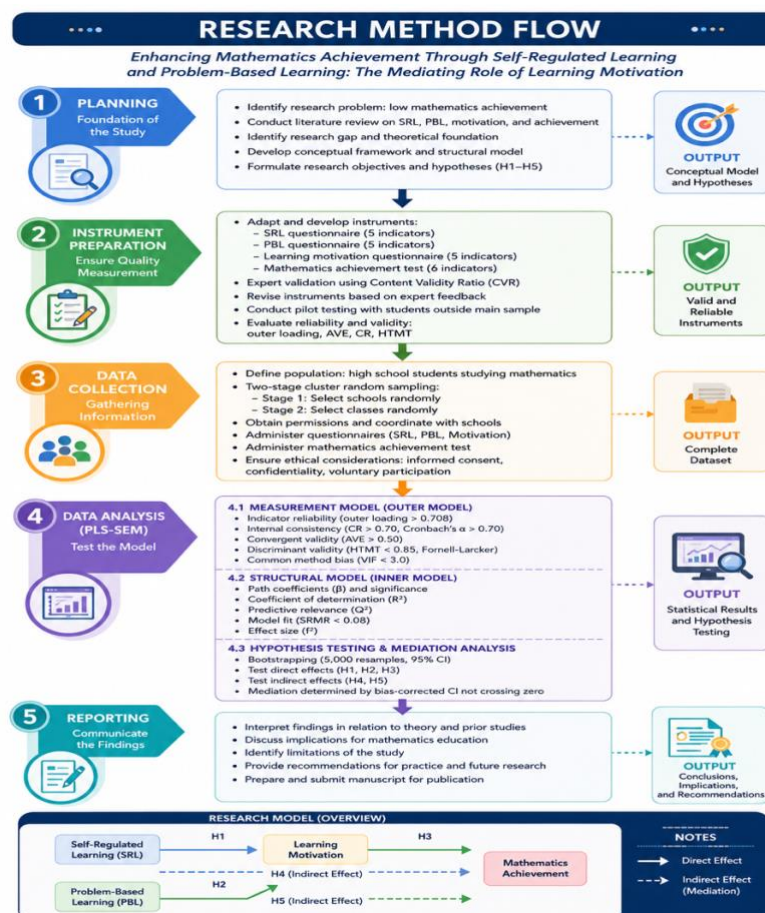 RESEARCH METHOD FLOW
Enhancing Mathematics Achievement Through Self-Regulated Learning
and Problem-Based Learning: The Mediating Role of Learning Motivation
1
PLANNING
Foundation of
the Study
• Identify research problem: low mathematics achievement
• Conduct literature review on SRL, PBL, motivation, and achievement
• Identify research gap and theoretical foundation
• Develop conceptual framework and structural model
• Formulate research objectives and hypotheses (H1–H5)
OUTPUT
Conceptual Model
and Hypotheses
2
INSTRUMENT
PREPARATION
Ensure Quality
Measurement
• Adapt and develop instruments:
– SRL questionnaire (5 indicators)
– PBL questionnaire (5 indicators)
– Learning motivation questionnaire (5 indicators)
– Mathematics achievement test (6 indicators)
• Expert validation using Content Validity Ratio (CVR)
• Revise instruments based on expert feedback
• Conduct pilot testing with students outside main sample
• Evaluate reliability and validity:
outer loading, AVE, CR, HTMT
OUTPUT
Valid and
Reliable
Instruments
3
DATA
COLLECTION
Gathering
Information
• Define population: high school students studying mathematics
• Two-stage cluster random sampling:
– Stage 1: Select schools randomly
– Stage 2: Select classes randomly
• Obtain permissions and coordinate with schools
• Administer questionnaires (SRL, PBL, Motivation)
• Administer mathematics achievement test
• Ensure ethical considerations: informed consent,
confidentiality, voluntary participation
OUTPUT
Complete
Dataset
4
DATA ANALYSIS
(PLS-SEM)
Test the Model
4.1 MEASUREMENT MODEL (OUTER MODEL)
• Indicator reliability (outer loading > 0.708)
• Internal consistency (CR > 0.70, Cronbach's α > 0.70)
• Convergent validity (AVE > 0.50)
• Discriminant validity (HTMT < 0.85, Fornell-Larcker)
• Common method bias (VIF < 3.0)
4.2 STRUCTURAL MODEL (INNER MODEL)
• Path coefficients (β) and significance
• Coefficient of determination (R²)
• Predictive relevance (Q²)
• Model fit (SRMR < 0.08)
• Effect size (f²)
4.3 HYPOTHESIS TESTING & MEDIATION ANALYSIS
• Bootstrapping (5,000 resamples, 95% CI)
• Test direct effects (H1, H2, H3)
• Test indirect effects (H4, H5)
• Mediation determined by bias-corrected CI not crossing zero
OUTPUT
Statistical Results
and Hypothesis
Testing
5
REPORTING
Communicate
the Findings
• Interpret findings in relation to theory and prior studies
• Discuss implications for mathematics education
• Identify limitations of the study
• Provide recommendations for practice and future research
• Prepare and submit manuscript for publication
OUTPUT
Conclusions,
Implications,
and Recommendations
RESEARCH MODEL (OVERVIEW)
Self-Regulated
Learning (SRL)
H1
Learning
Motivation
H3
Mathematics
Achievement
H4 (Indirect Effect)
Problem-Based
Learning (PBL)
H2
H5 (Indirect Effect)
NOTES
Direct Effect
Indirect Effect
(Mediation)